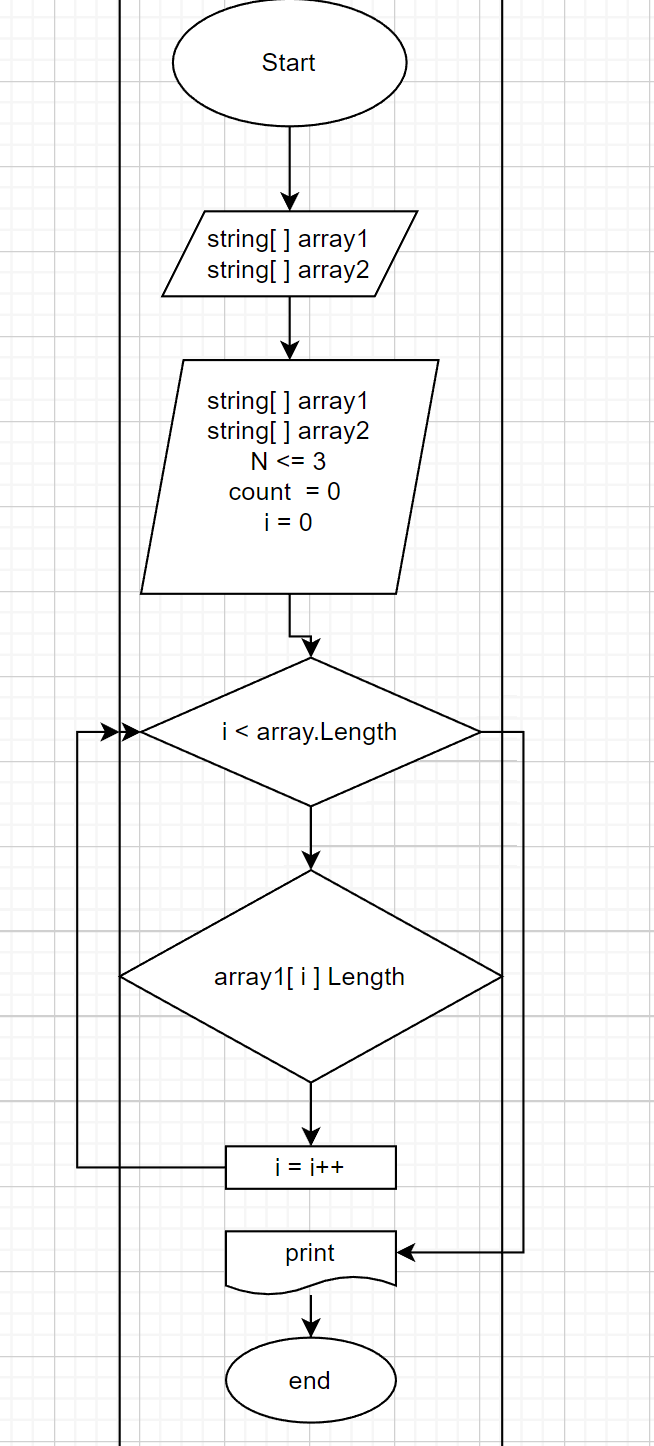 Start
string[ ] array1
string[ ] array2
string[ ] array1
string[ ] array2
N <= 3
count  = 0
i = 0
i < array.Length
array1[ i ] Length
i = i++
print
end